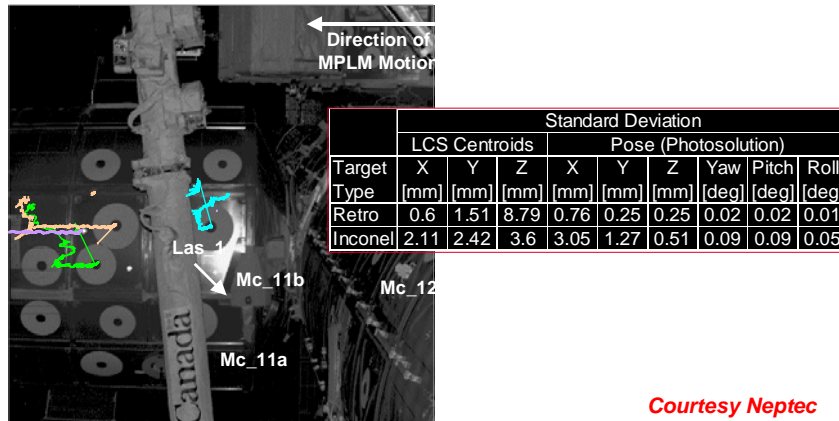 Direction of
MPLM Motion
Standard Deviation
LCS Centroids Pose (Photosolution)
Target X Y Z X Y Z Yaw Pitch Roll
Type [mm] [mm] [mm] [mm] [mm] [mm] [deg] [deg] [deg
Retro 0.6 1.51 8.79 0.76 0.25 0.25 0.02 0.02 0.01
Inconel 2.11 2.42 3.6 3.05 1.27 0.51 0.09 0.09 0.05
Las_1
Mc_11b
Mc_12
Mc_11a
Canada
Courtesy Neptec